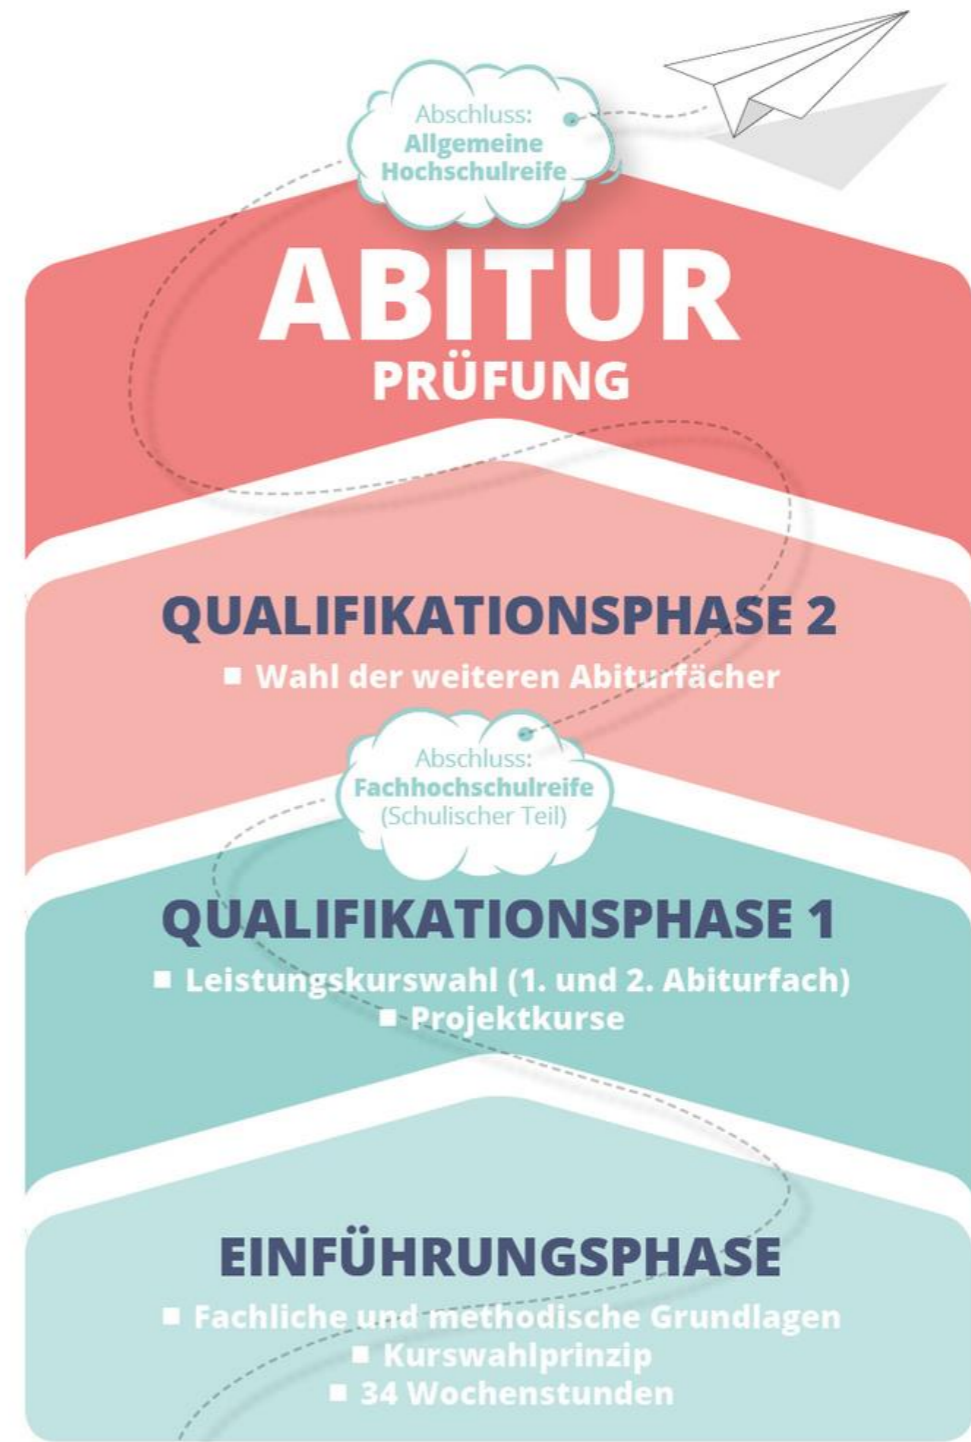 Abschluss:
Allgemeine
Hochschulreife
ABITUR
PRÜFUNG
QUALIFIKATIONSPHASE 2
▪ Wahl der weiteren Abiturfächer
Abschluss:
Fachhochschulreife
(Schulischer Teil)
QUALIFIKATIONSPHASE 1
▪ Leistungskurswahl (1. und 2. Abiturfach)
▪ Projektkurse
EINFÜHRUNGSPHASE
▪ Fachliche und methodische Grundlagen
▪ Kurswahlprinzip
▪ 34 Wochenstunden